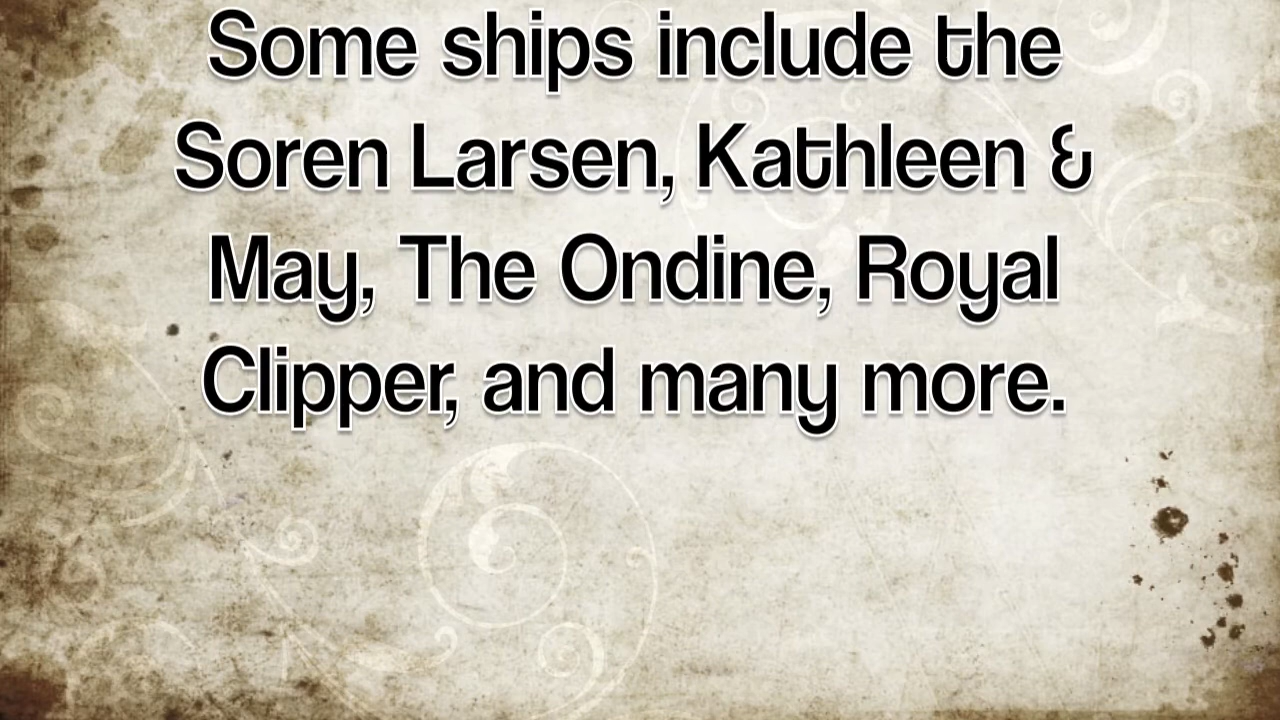 Some ships include the
Soren Larsen, Kathleen &
May, The Ondine, Royal
Clipper, and many more.